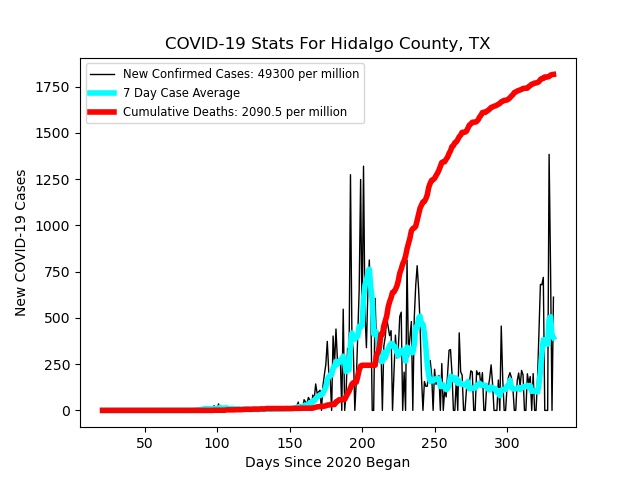 COVID-19 Stats For Hidalgo County, TX
New Confirmed Cases: 49300 per million
7 Day Case Average
Cumulative Deaths: 2090.5 per million
New COVID-19 Cases
1750
1500
1250
1000
750
500
250
0
50 100 150 200 250 300
Days Since 2020 Began